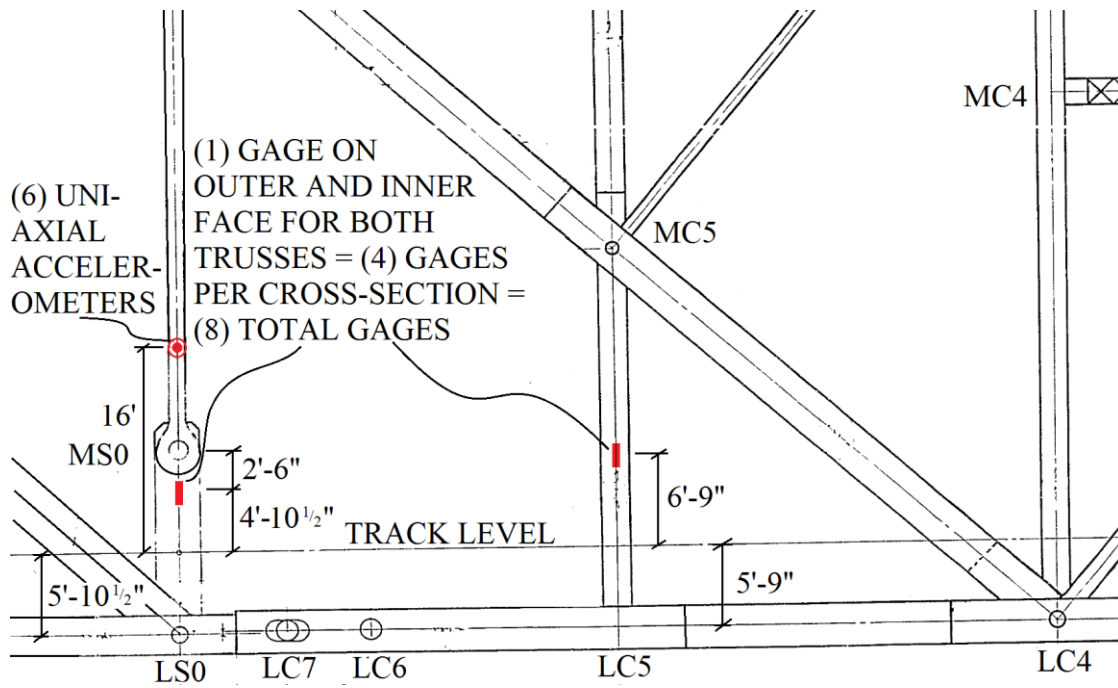 (1) GAGE ON
OUTER AND INNER
FACE FOR BOTH
TRUSSES = (4) GAGES
PER CROSS-SECTION =
(8) TOTAL GAGES
(6) UNI-
AXIAL
ACCELER-
OMETERS
MC4
MC5
16'
MS0
2'-6"
4'-10 1/2"
6'-9"
TRACK LEVEL
5'-10 1/2"
5'-9"
LS0
LC7
LC6
LC5
LC4